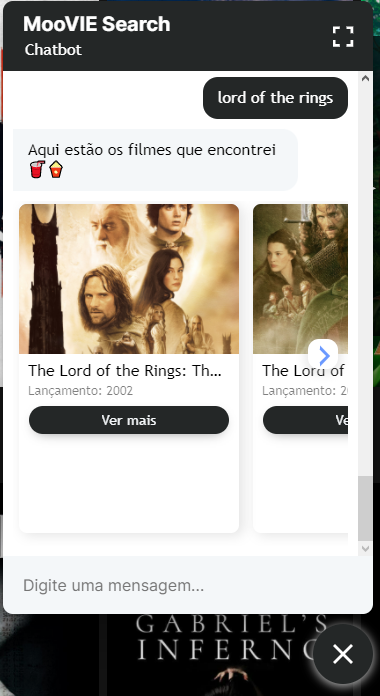 MooVIE Search
Chatbot
lord of the rings
Aqui estão os filmes que encontrei
The Lord of the Rings: Th...
Lançamento: 2002
Ver mais
The Lord of
Lançamento: 20
Ve
Digite uma mensagem...
GABRIEL'S
INFERNO